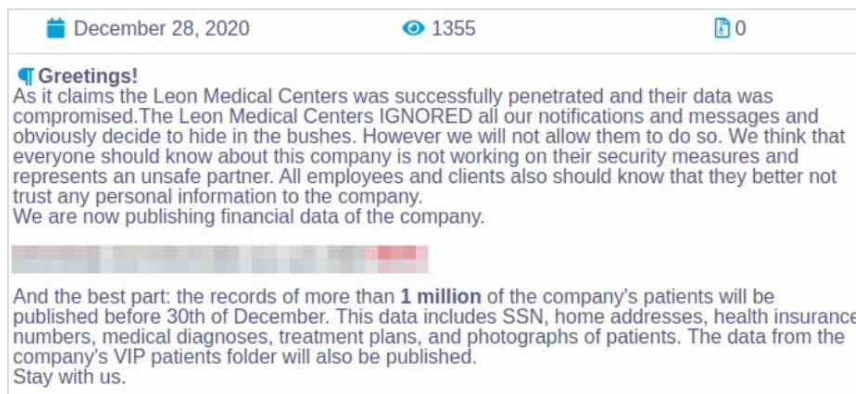 December 28, 2020 1355 0
¶ Greetings!
As it claims the Leon Medical Centers was successfully penetrated and their data was
compromised.The Leon Medical Centers IGNORED all our notifications and messages and
obviously decide to hide in the bushes. However we will not allow them to do so. We think that
everyone should know about this company is not working on their security measures and
represents an unsafe partner. All employees and clients also should know that they better not
trust any personal information to the company.
We are now publishing financial data of the company.
And the best part: the records of more than 1 million of the company's patients will be
published before 30th of December. This data includes SSN, home addresses, health insurance
numbers, medical diagnoses, treatment plans, and photographs of patients. The data from the
company's VIP patients folder will also be published.
Stay with us.